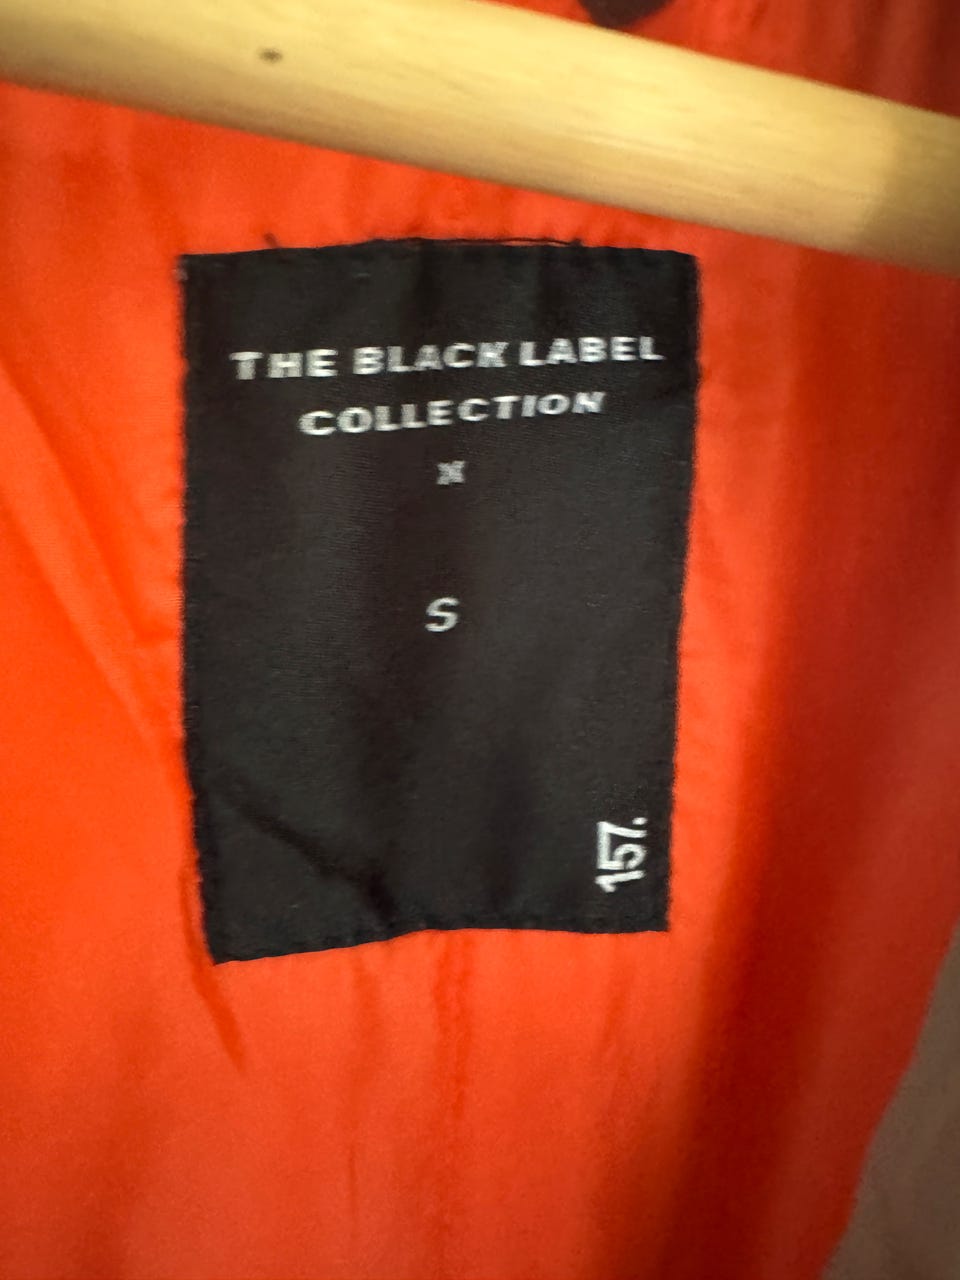 THE BLACK LABEL
COLLECTION
X
S
157.